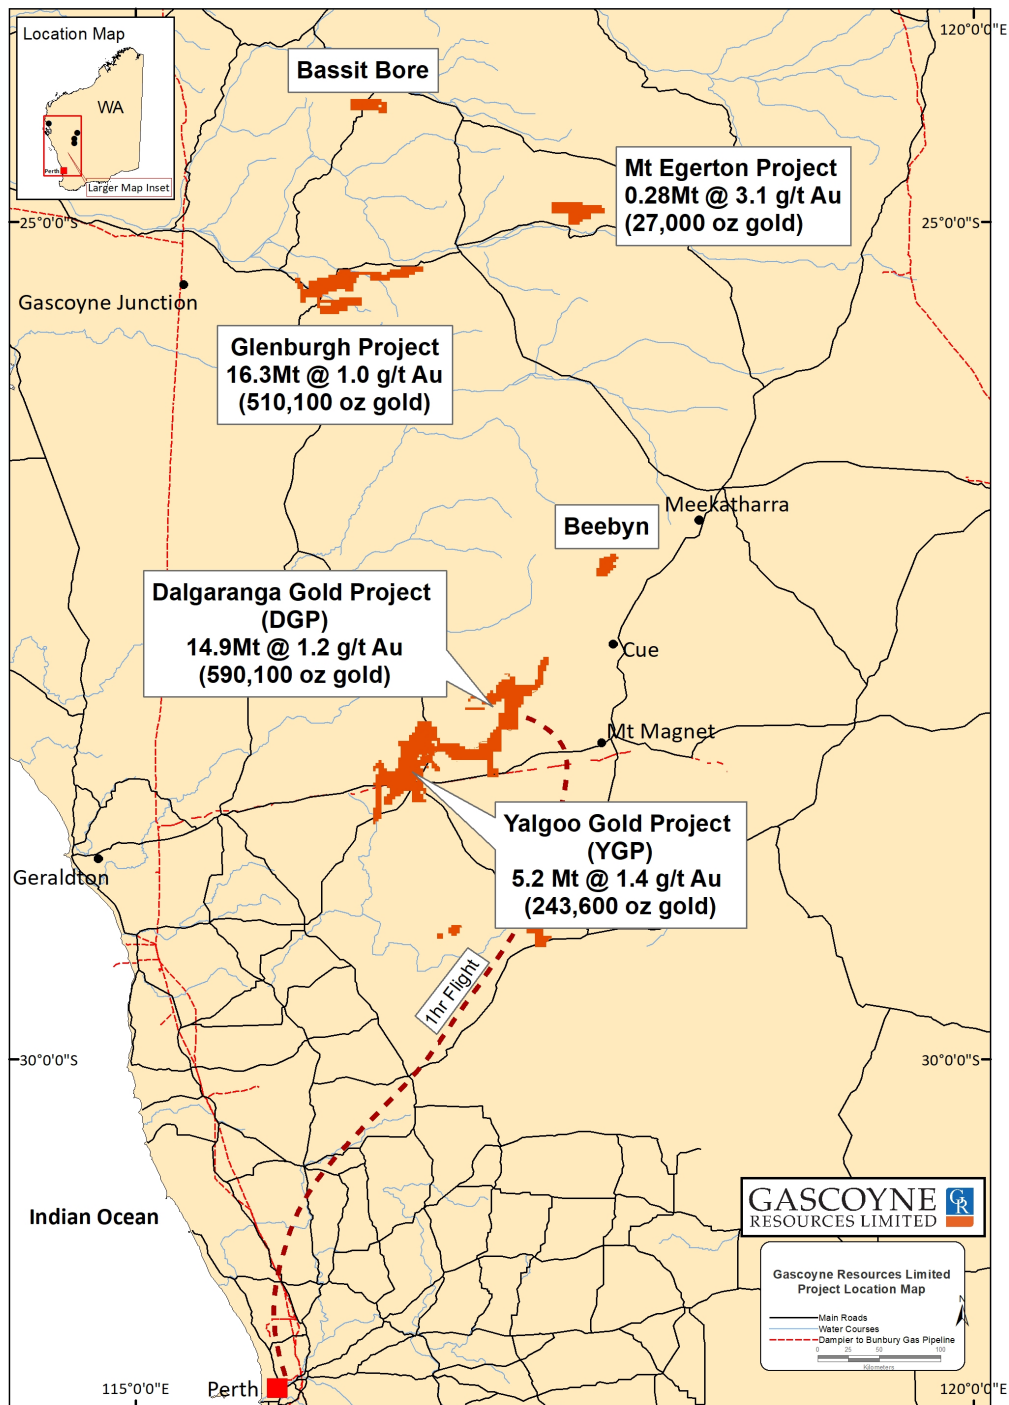 Location Map
WA
Perth
Larger Map Inset
120°0'0"E
Bassit Bore
Mt Egerton Project
0.28Mt @ 3.1 g/t Au
(27,000 oz gold)
25°0'0"S
25°0'0"S
Gascoyne Junction
Glenburgh Project
16.3Mt @ 1.0 g/t Au
(510,100 oz gold)
Meekatharra
Beebyn
Dalgaranga Gold Project
(DGP)
14.9Mt @ 1.2 g/t Au
(590,100 oz gold)
Cue
Mt Magnet
Yalgoo Gold Project
(YGP)
5.2 Mt @ 1.4 g/t Au
(243,600 oz gold)
Geraldton
1hr Flight
30°0'0"S
30°0'0"S
Indian Ocean
GASCOYNE
RESOURCES LIMITED
GR
Gascoyne Resources Limited
Project Location Map
N
Main Roads
Water Courses
Dampier to Bunbury Gas Pipeline
0 25 50 100
Kilometers
115°0'0"E
Perth
120°0'0"E